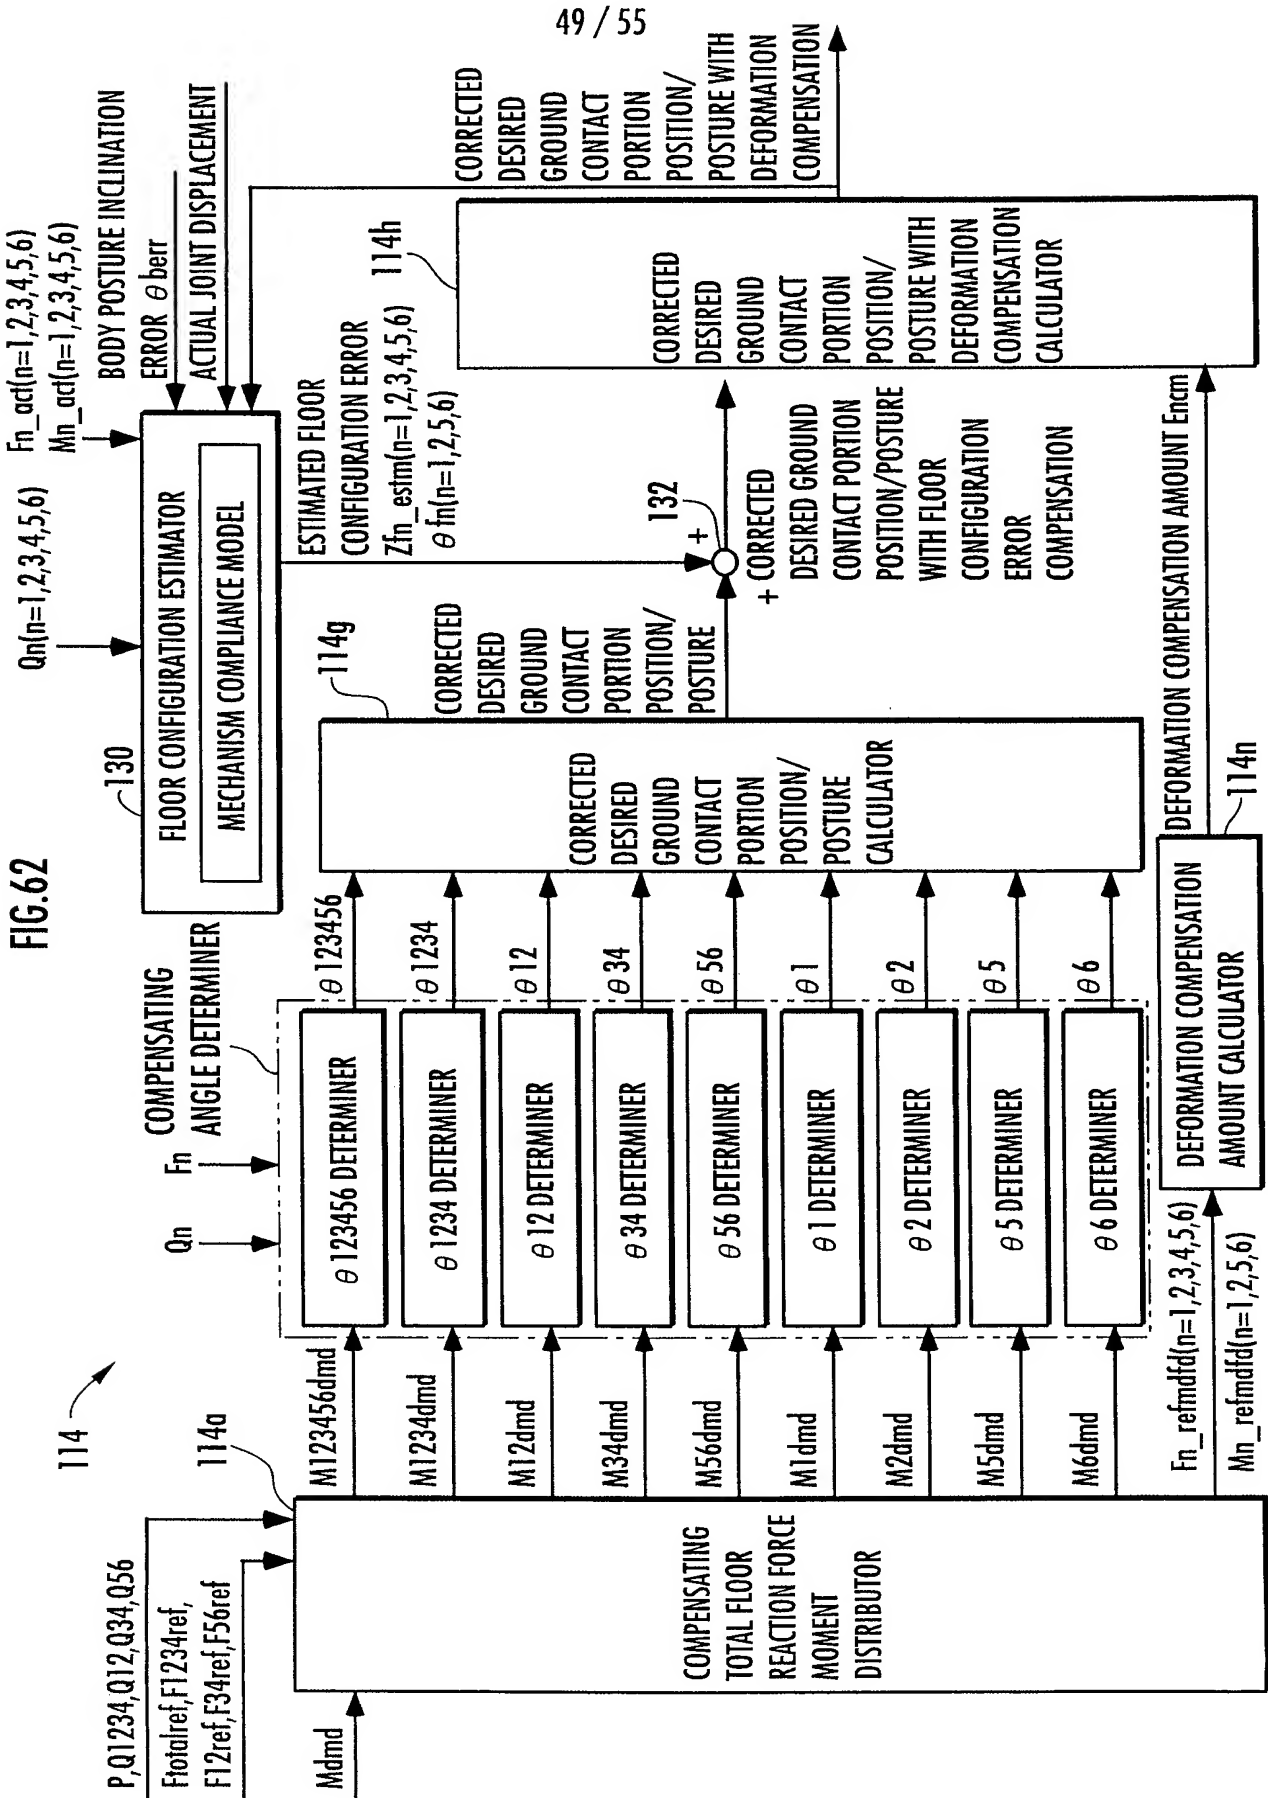 49 / 55
FIG.62
114
P,Q1234,Q12,Q34,Q56
Ftotalref,F1234ref,
F12ref,F34ref,F56ref
Mdmd
114a
COMPENSATING
TOTAL FLOOR
REACTION FORCE
MOMENT
DISTRIBUTOR
M123456dmd
M1234dmd
M12dmd
M34dmd
M56dmd
M1dmd
M2dmd
M5dmd
M6dmd
Fn_refmdfd(n=1,2,3,4,5,6)
Mn_refmdfd(n=1,2,5,6)
Qn
Fn
COMPENSATING
ANGLE DETERMINER
θ123456 DETERMINER
θ1234 DETERMINER
θ12 DETERMINER
θ34 DETERMINER
θ56 DETERMINER
θ1 DETERMINER
θ2 DETERMINER
θ5 DETERMINER
θ6 DETERMINER
DEFORMATION COMPENSATION
AMOUNT CALCULATOR
114n
θ123456
θ1234
θ12
θ34
θ56
θ1
θ2
θ5
θ6
DEFORMATION COMPENSATION AMOUNT Encm
CORRECTED
DESIRED
GROUND
CONTACT
PORTION
POSITION/
POSTURE
CALCULATOR
114g
CORRECTED
DESIRED
GROUND
CONTACT
PORTION
POSITION/
POSTURE
130
FLOOR CONFIGURATION ESTIMATOR
MECHANISM COMPLIANCE MODEL
Qn(n=1,2,3,4,5,6)
Fn_act(n=1,2,3,4,5,6)
Mn_act(n=1,2,3,4,5,6)
BODY POSTURE INCLINATION
ERROR θberr
ACTUAL JOINT DISPLACEMENT
ESTIMATED FLOOR
CONFIGURATION ERROR
Zfn_estm(n=1,2,3,4,5,6)
θfn(n=1,2,5,6)
132
+
+
CORRECTED
DESIRED GROUND
CONTACT PORTION
POSITION/POSTURE
WITH FLOOR
CONFIGURATION
ERROR
COMPENSATION
114h
CORRECTED
DESIRED
GROUND
CONTACT
PORTION
POSITION/
POSTURE WITH
DEFORMATION
COMPENSATION
CALCULATOR
CORRECTED
DESIRED
GROUND
CONTACT
PORTION
POSITION/
POSTURE WITH
DEFORMATION
COMPENSATION